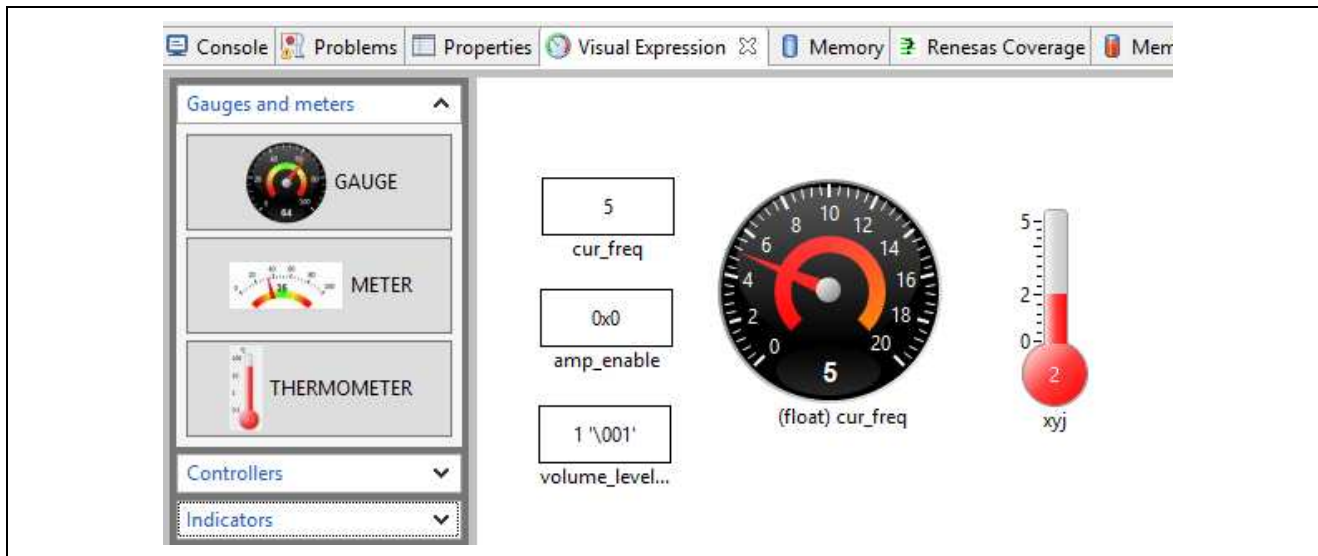 Console Problems Properties Visual Expression Memory Renesas Coverage Mem
Gauges and meters
GAUGE
METER
THERMOMETER
Controllers
Indicators
5
cur_freq
0x0
amp_enable
1 '\001'
volume_level...
0 2 4 6 8 10 12 14 16 18 20
5
(float) cur_freq
5
2
0
2
xyj